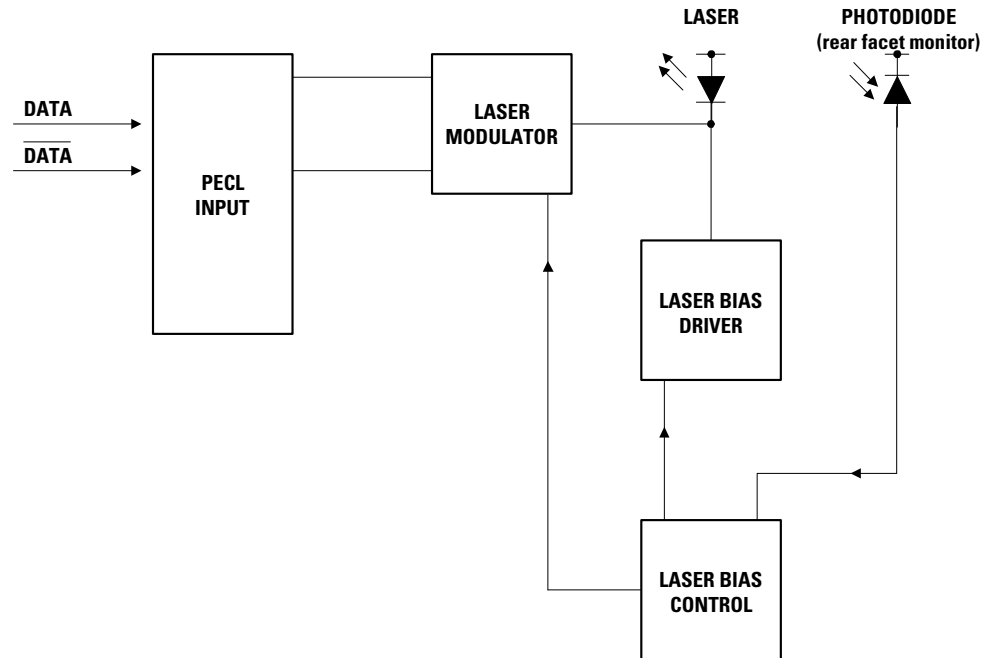 LASER
PHOTODIODE
(rear facet monitor)
DATA
DATA
PECL
INPUT
LASER
MODULATOR
LASER BIAS
DRIVER
LASER BIAS
CONTROL